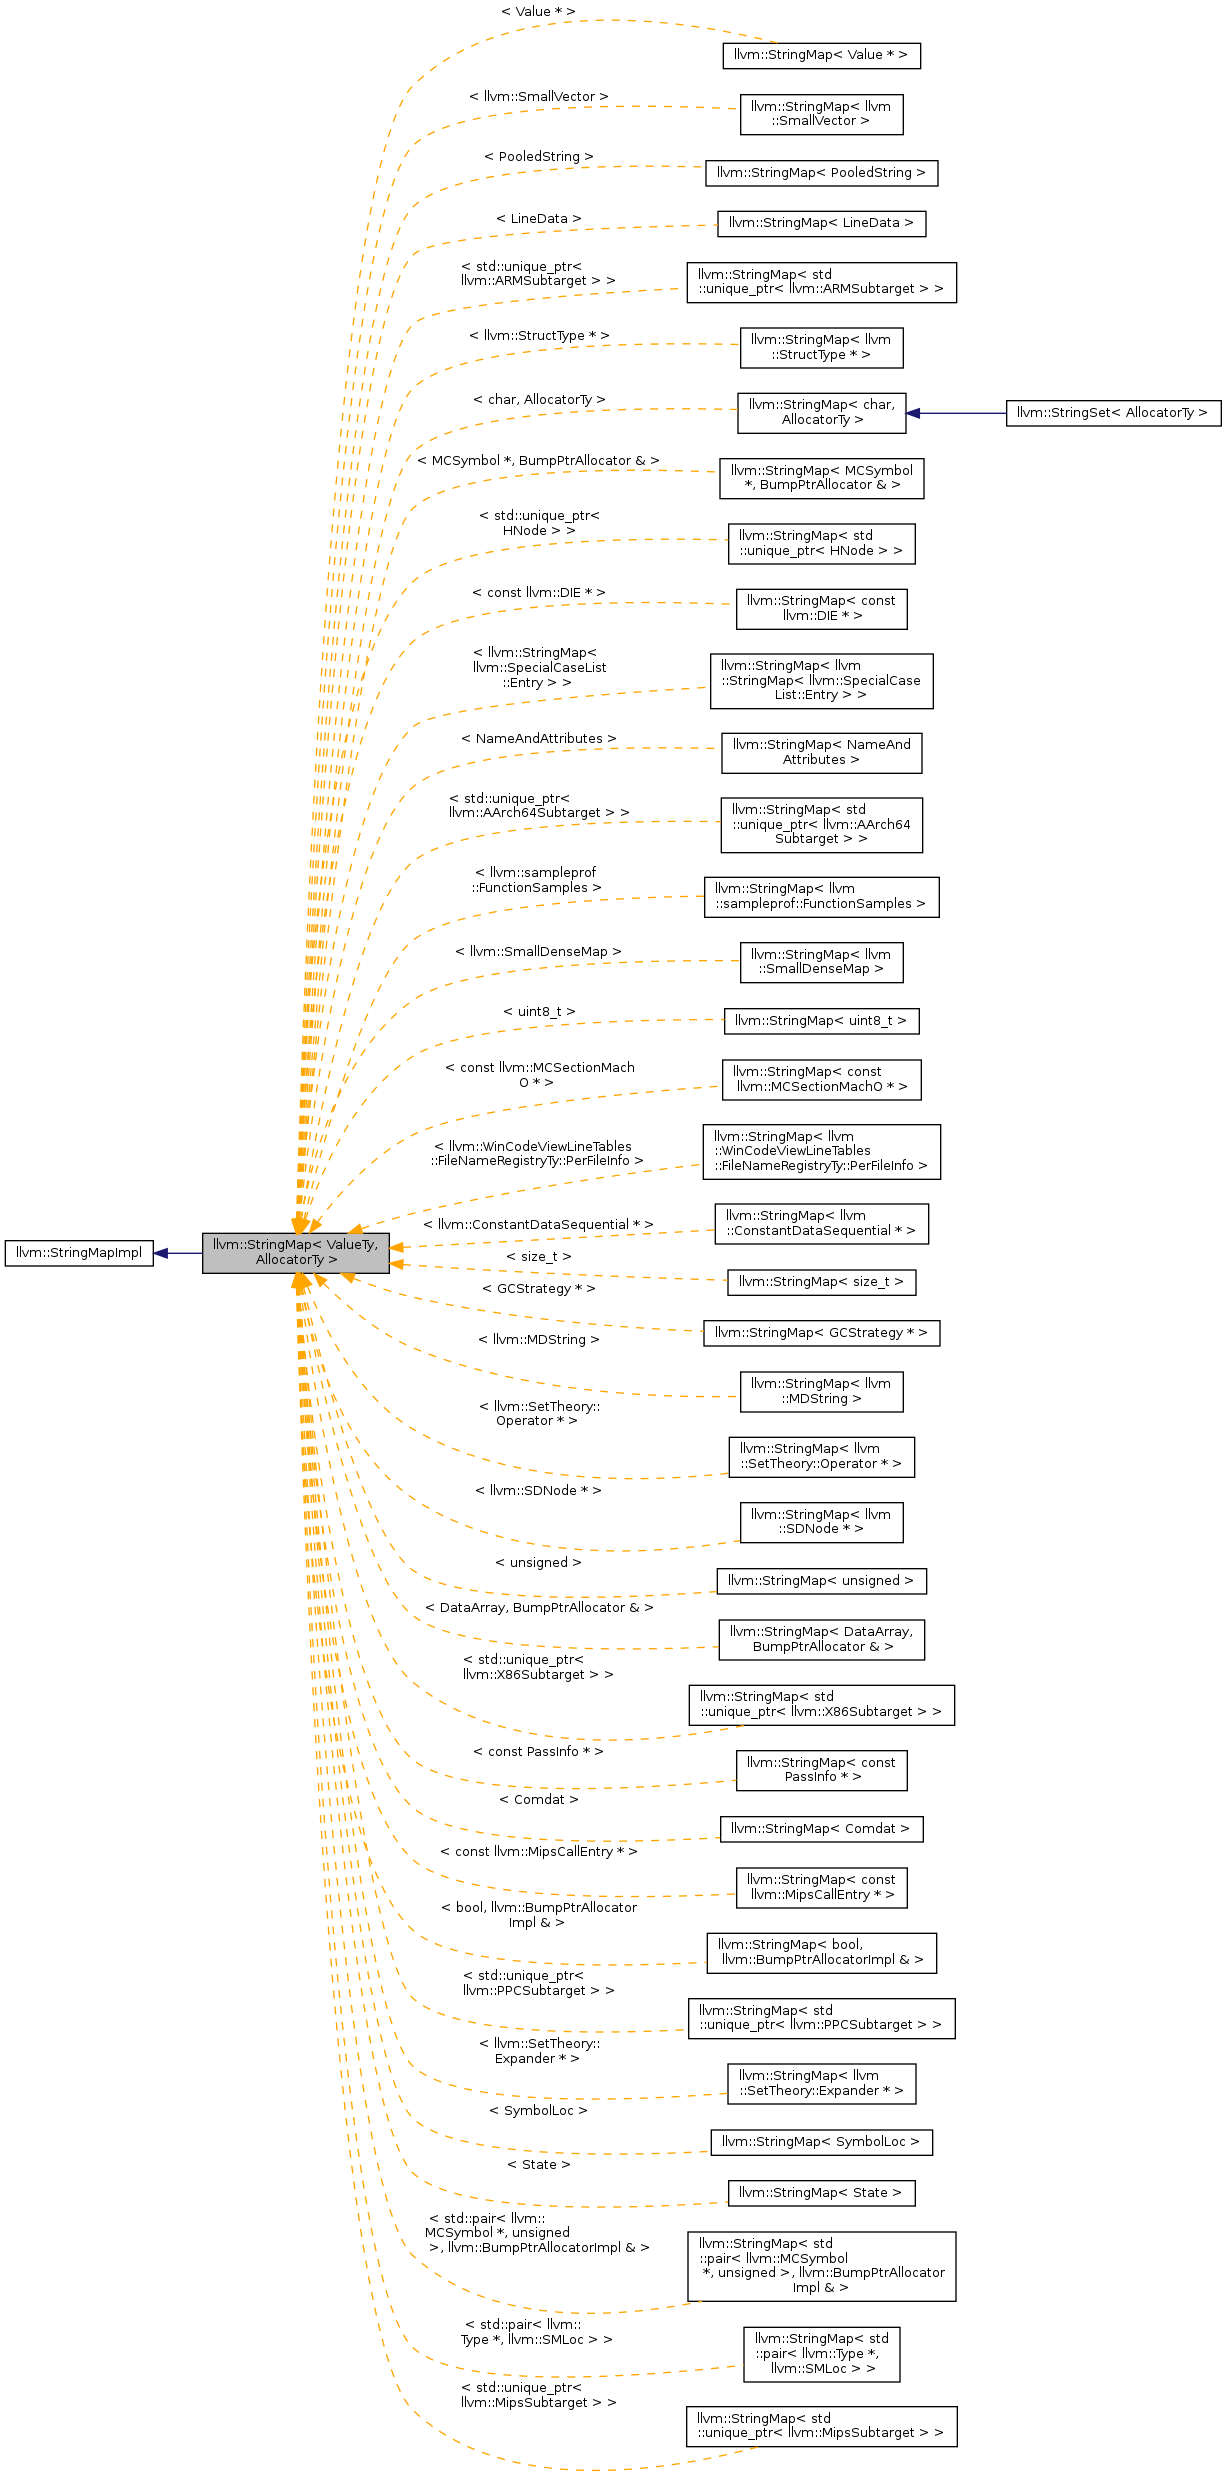 < Value * >
llvm::StringMap< Value * >
< llvm::SmallVector >
llvm::StringMap< llvm
::SmallVector >
< PooledString >
llvm::StringMap< PooledString >
< LineData >
llvm::StringMap< LineData >
< std::unique_ptr<
llvm::ARMSubtarget > >
llvm::StringMap< std
::unique_ptr< llvm::ARMSubtarget > >
< llvm::StructType * >
llvm::StringMap< llvm
::StructType * >
< char, AllocatorTy >
llvm::StringMap< char,
AllocatorTy >
llvm::StringSet< AllocatorTy >
< MCSymbol *, BumpPtrAllocator & >
llvm::StringMap< MCSymbol
*, BumpPtrAllocator & >
< std::unique_ptr<
HNode > >
llvm::StringMap< std
::unique_ptr< HNode > >
< const llvm::DIE * >
llvm::StringMap< const
llvm::DIE * >
< llvm::StringMap<
llvm::SpecialCaseList
::Entry > >
llvm::StringMap< llvm
::StringMap< llvm::SpecialCase
List::Entry > >
< NameAndAttributes >
llvm::StringMap< NameAnd
Attributes >
< std::unique_ptr<
llvm::AArch64Subtarget > >
llvm::StringMap< std
::unique_ptr< llvm::AArch64
Subtarget > >
< llvm::sampleprof
::FunctionSamples >
llvm::StringMap< llvm
::sampleprof::FunctionSamples >
< llvm::SmallDenseMap >
llvm::StringMap< llvm
::SmallDenseMap >
< uint8_t >
llvm::StringMap< uint8_t >
< const llvm::MCSectionMach
O * >
llvm::StringMap< const
llvm::MCSectionMachO * >
< llvm::WinCodeViewLineTables
::FileNameRegistryTy::PerFileInfo >
llvm::StringMap< llvm
::WinCodeViewLineTables
::FileNameRegistryTy::PerFileInfo >
< llvm::ConstantDataSequential * >
llvm::StringMap< llvm
::ConstantDataSequential * >
llvm::StringMapImpl
llvm::StringMap< ValueTy,
AllocatorTy >
< size_t >
llvm::StringMap< size_t >
< GCStrategy * >
llvm::StringMap< GCStrategy * >
< llvm::MDString >
llvm::StringMap< llvm
::MDString >
< llvm::SetTheory::
Operator * >
llvm::StringMap< llvm
::SetTheory::Operator * >
< llvm::SDNode * >
llvm::StringMap< llvm
::SDNode * >
< unsigned >
llvm::StringMap< unsigned >
< DataArray, BumpPtrAllocator & >
llvm::StringMap< DataArray,
BumpPtrAllocator & >
< std::unique_ptr<
llvm::X86Subtarget > >
llvm::StringMap< std
::unique_ptr< llvm::X86Subtarget > >
< const PassInfo * >
llvm::StringMap< const
PassInfo * >
< Comdat >
llvm::StringMap< Comdat >
< const llvm::MipsCallEntry * >
llvm::StringMap< const
llvm::MipsCallEntry * >
< bool, llvm::BumpPtrAllocator
Impl & >
llvm::StringMap< bool,
llvm::BumpPtrAllocatorImpl & >
< std::unique_ptr<
llvm::PPCSubtarget > >
llvm::StringMap< std
::unique_ptr< llvm::PPCSubtarget > >
< llvm::SetTheory::
Expander * >
llvm::StringMap< llvm
::SetTheory::Expander * >
< SymbolLoc >
llvm::StringMap< SymbolLoc >
< State >
llvm::StringMap< State >
< std::pair< llvm::
MCSymbol *, unsigned
>, llvm::BumpPtrAllocatorImpl & >
llvm::StringMap< std
::pair< llvm::MCSymbol
*, unsigned >, llvm::BumpPtrAllocator
Impl & >
< std::pair< llvm::
Type *, llvm::SMLoc > >
llvm::StringMap< std
::pair< llvm::Type *,
llvm::SMLoc > >
< std::unique_ptr<
llvm::MipsSubtarget > >
llvm::StringMap< std
::unique_ptr< llvm::MipsSubtarget > >